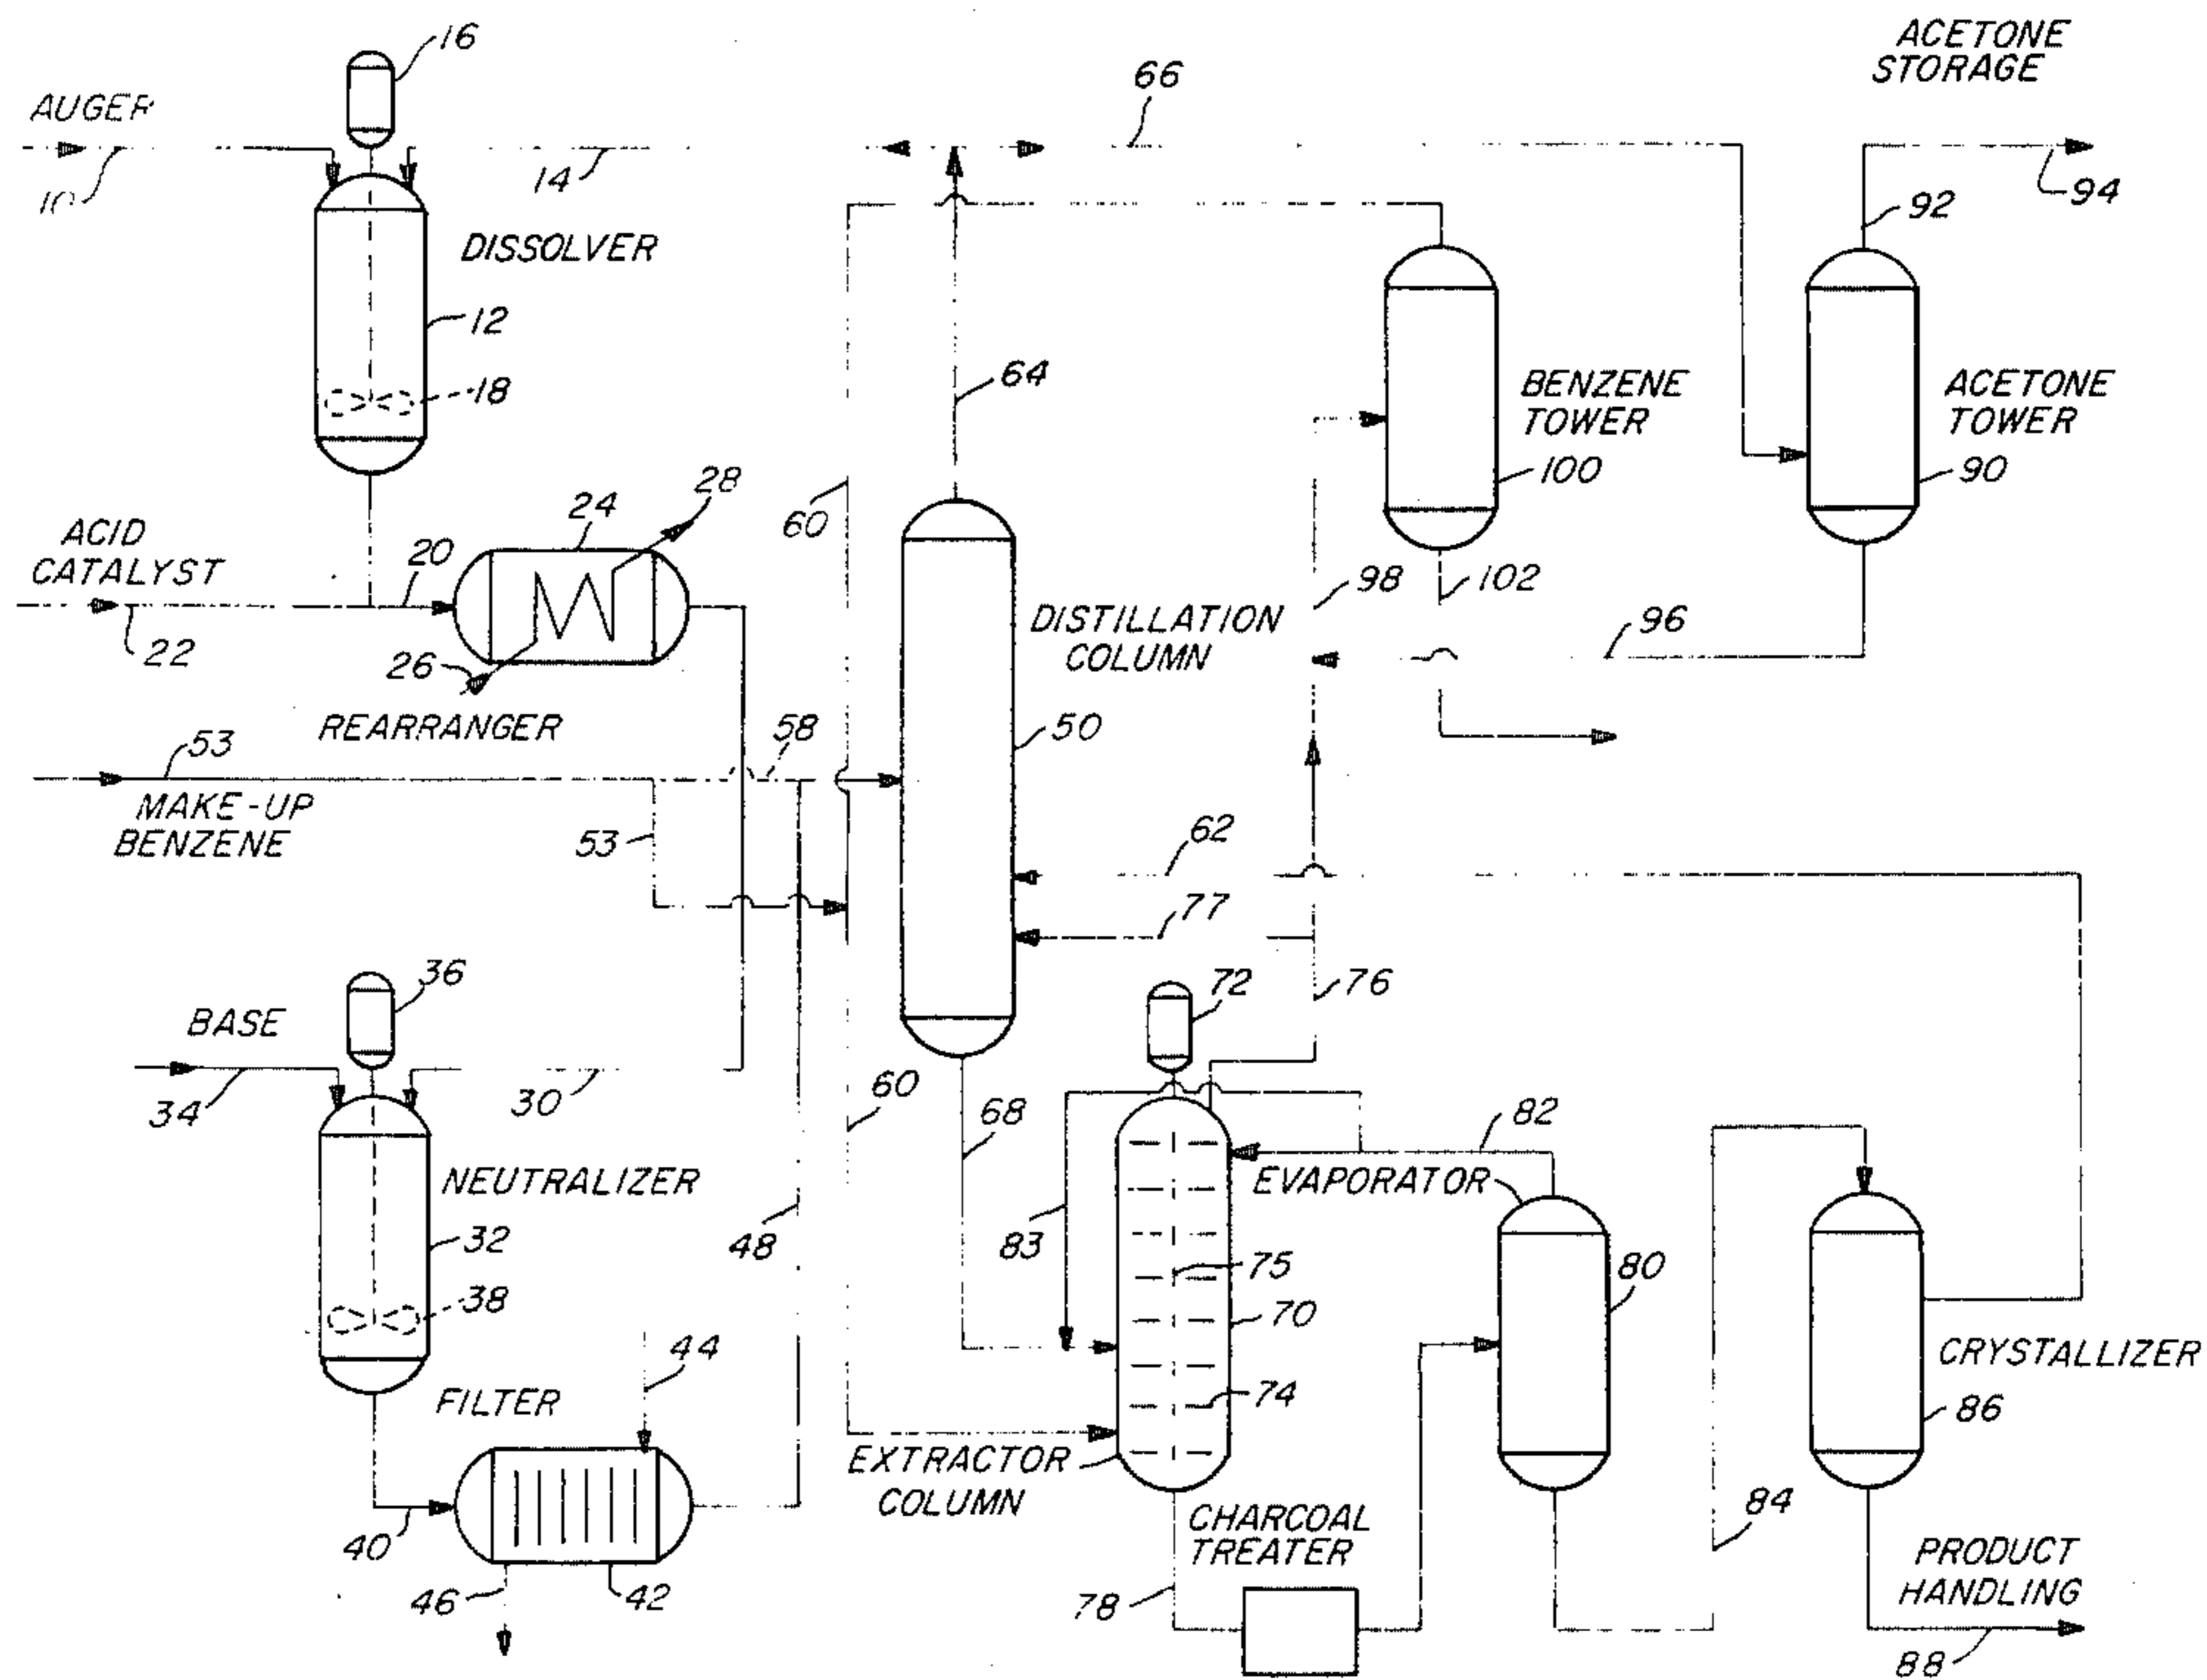 16
66
ACETONE
STORAGE
AUGER
10
14
94
92
DISSOLVER
12
18
64
BENZENE
TOWER
100
ACETONE
TOWER
90
ACID
CATALYST
22
20
24
28
26
REARRANGER
60
98
102
96
DISTILLATION
COLUMN
50
53
58
MAKE-UP
BENZENE
53
62
77
76
BASE
34
36
30
72
60
68
82
NEUTRALIZER
32
38
48
83
EVAPORATOR
75
70
74
80
FILTER
44
40
46
42
EXTRACTOR
COLUMN
CHARCOAL
TREATER
78
84
CRYSTALLIZER
86
PRODUCT
HANDLING
88